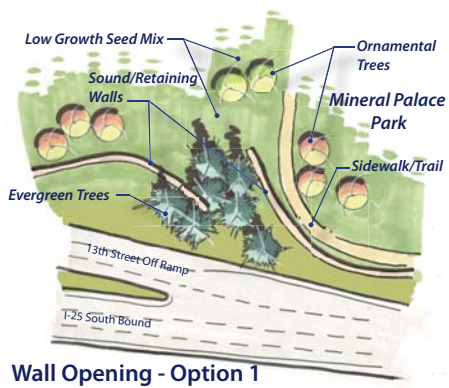 Low Growth Seed Mix
Ornamental
Trees
Sound/Retaining
Walls
Mineral Palace
Park
Sidewalk/Trail
Evergreen Trees
13th Street Off Ramp
I-25 South Bound
Wall Opening - Option 1